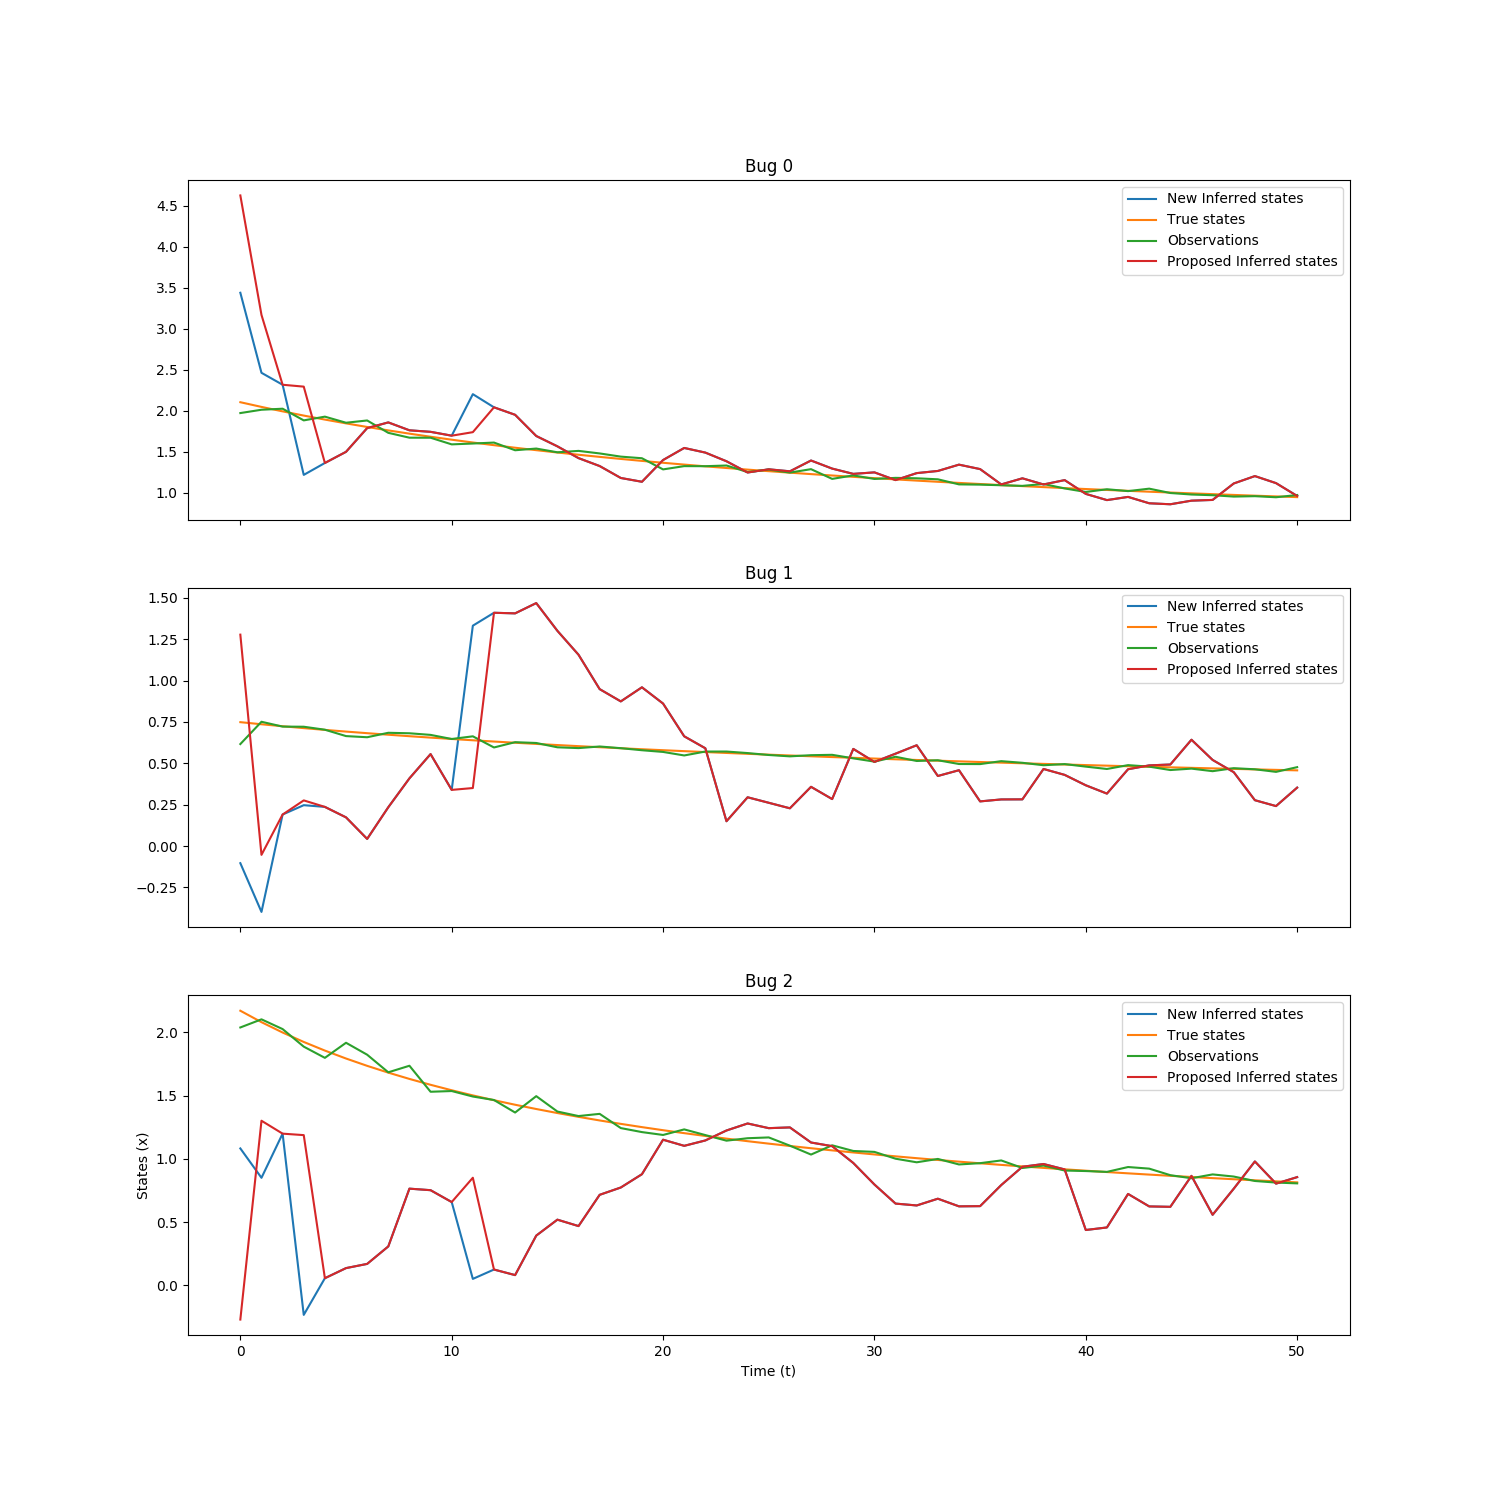 Bug 0
4.5
4.0
3.5
3.0
2.5
2.0
1.5
1.0
New Inferred states
True states
Observations
Proposed Inferred states
Bug 1
1.50
1.25
1.00
0.75
0.50
0.25
0.00
−0.25
New Inferred states
True states
Observations
Proposed Inferred states
Bug 2
2.0
1.5
1.0
0.5
0.0
States (x)
New Inferred states
True states
Observations
Proposed Inferred states
0 10 20 30 40 50
Time (t)